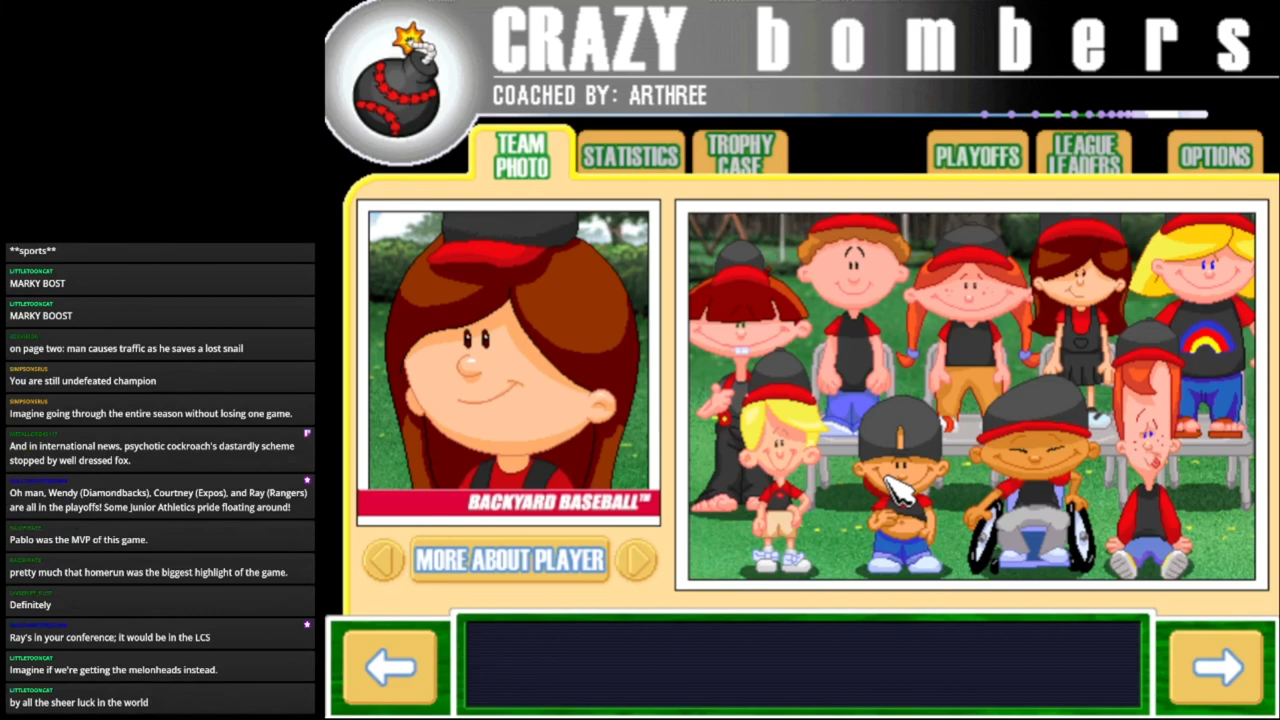 CRAZY bombers
COACHED BY: ARTHREE
TEAM
PHOTO
STATISTICS
TROPHY
CASE
PLAYOFFS
LEAGUE
LEADERS
OPTIONS
BACKYARD BASEBALL™
MORE ABOUT PLAYER
**sports**
LITTLETOONCAT
MARKY BOST
LITTLETOONCAT
MARKY BOOST
on page two: man causes traffic as he saves a lost snail
SIMPSONSRUS
You are still undefeated champion
SIMPSONSRUS
Imagine going through the entire season without losing one game.
And in international news, psychotic cockroach's dastardly scheme
stopped by well dressed fox.
Oh man, Wendy (Diamondbacks), Courtney (Expos), and Ray (Rangers)
are all in the playoffs! Some Junior Athletics pride floating around!
Pablo was the MVP of this game.
pretty much that homerun was the biggest highlight of the game.
Definitely
Ray's in your conference; it would be in the LCS
LITTLETOONCAT
Imagine if we're getting the melonheads instead.
LITTLETOONCAT
by all the sheer luck in the world